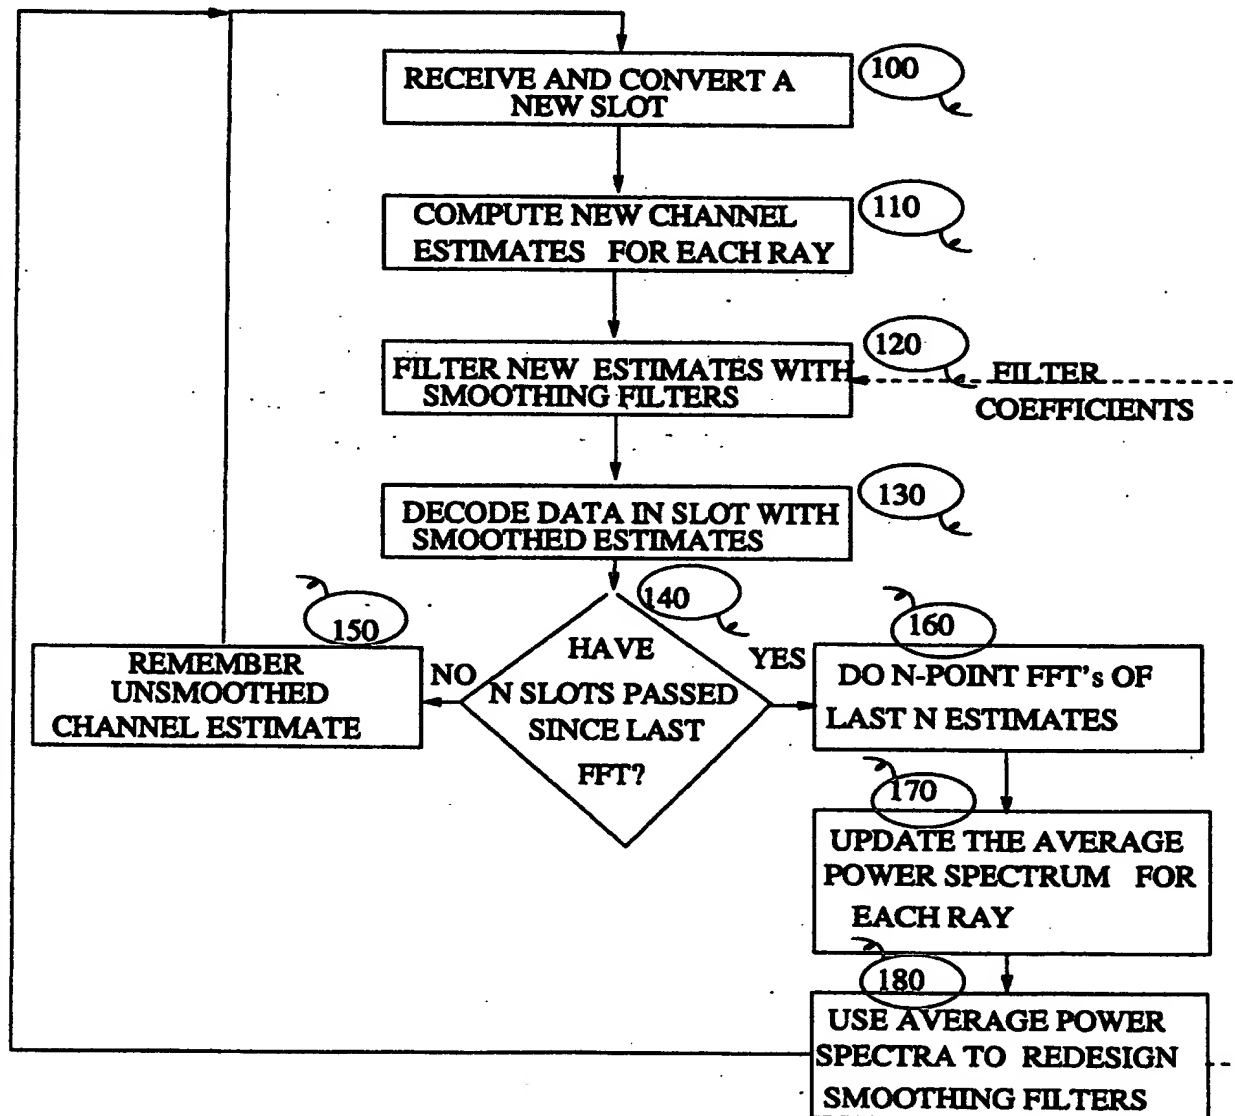 RECEIVE AND CONVERT A
NEW SLOT
100
COMPUTE NEW CHANNEL
ESTIMATES FOR EACH RAY
110
FILTER NEW ESTIMATES WITH
SMOOTHING FILTERS
120
FILTER
COEFFICIENTS
DECODE DATA IN SLOT WITH
SMOOTHED ESTIMATES
130
140
HAVE
N SLOTS PASSED
SINCE LAST
FFT?
NO
YES
150
REMEMBER
UNSMOOTHED
CHANNEL ESTIMATE
160
DO N-POINT FFT's OF
LAST N ESTIMATES
170
UPDATE THE AVERAGE
POWER SPECTRUM FOR
EACH RAY
180
USE AVERAGE POWER
SPECTRA TO REDESIGN
SMOOTHING FILTERS